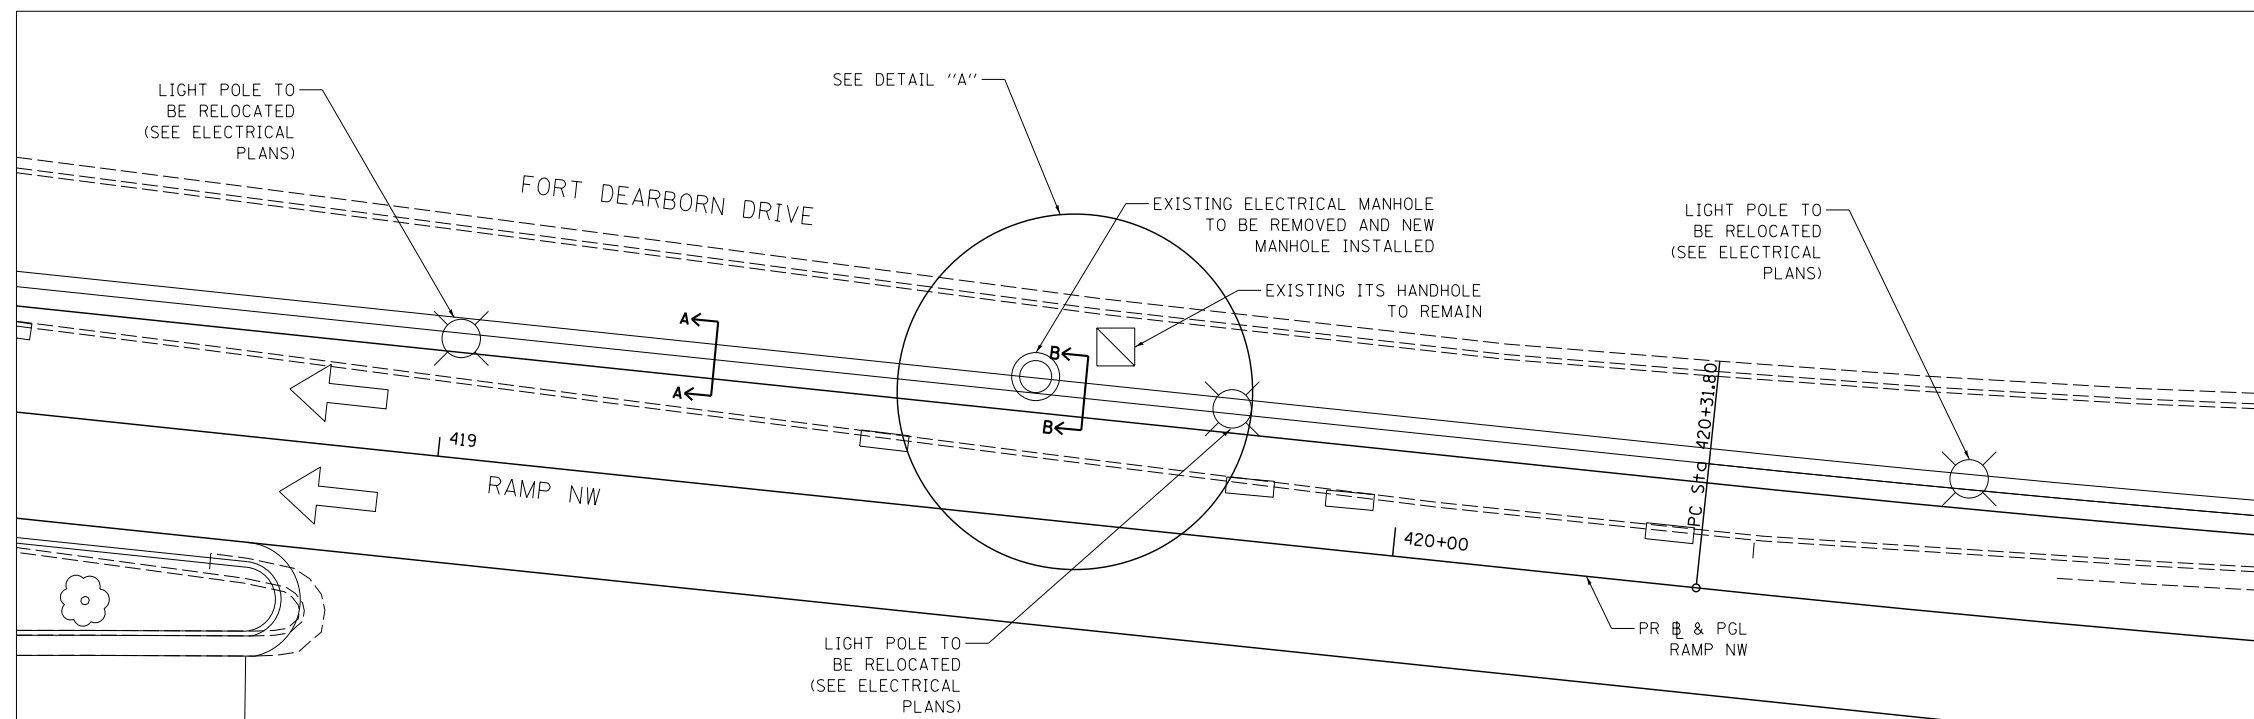 LIGHT POLE TO
BE RELOCATED
(SEE ELECTRICAL
PLANS)
SEE DETAIL "A"
FORT DEARBORN DRIVE
EXISTING ELECTRICAL MANHOLE
TO BE REMOVED AND NEW
MANHOLE INSTALLED
LIGHT POLE TO
BE RELOCATED
(SEE ELECTRICAL
PLANS)
EXISTING ITS HANDHOLE
TO REMAIN
A
A
B
B
PC Sta 420+31.80
419
RAMP NW
420+00
LIGHT POLE TO
BE RELOCATED
(SEE ELECTRICAL
PLANS)
PR BL & PGL
RAMP NW